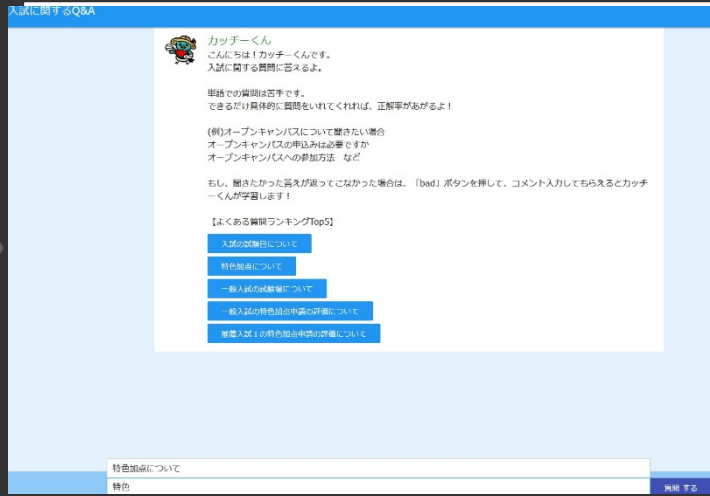 入試に関するQ&A
カッチーくん
こんにちは！カッチーくんです。
入試に関する質問に答えるよ。
単語での質問は苦手です。
できるだけ具体的に質問をいれてくれれば、正解率があがるよ！
(例)オープンキャンパスについて聞きたい場合
オープンキャンパスの申込みは必要ですか
オープンキャンパスへの参加方法　など
もし、聞きたかった答えが返ってこなかった場合は、「bad」ボタンを押して、コメント入力してもらえるとカッチ
ーくんが学習します！
【よくある質問ランキングTop5】
入試の試験日について
特色加点について
一般入試の試験場について
一般入試の特色加点申請の評価について
推薦入試１の特色加点申請の評価について
特色加点について
特色
質問 する